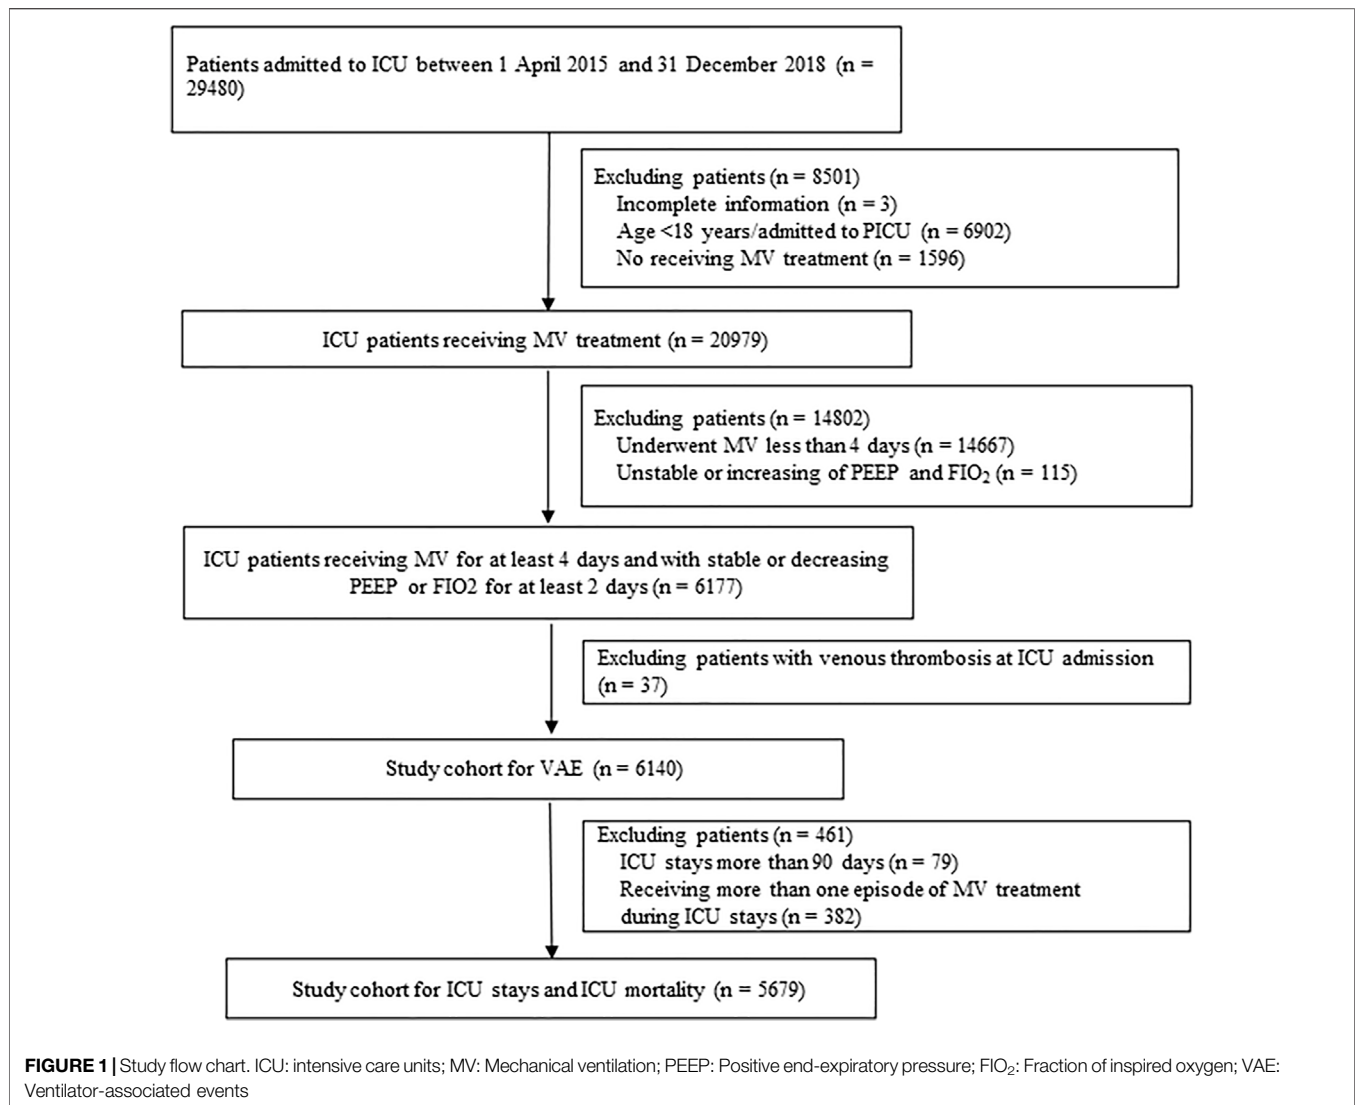 Patients admitted to ICU between 1 April 2015 and 31 December 2018 (n =
29480)
Excluding patients (n = 8501)
Incomplete information (n = 3)
Age <18 years/admitted to PICU (n = 6902)
No receiving MV treatment (n = 1596)
ICU patients receiving MV treatment (n = 20979)
Excluding patients (n = 14802)
Underwent MV less than 4 days (n = 14667)
Unstable or increasing of PEEP and FIO₂ (n = 115)
ICU patients receiving MV for at least 4 days and with stable or decreasing
PEEP or FIO2 for at least 2 days (n = 6177)
Excluding patients with venous thrombosis at ICU admission
(n = 37)
Study cohort for VAE (n = 6140)
Excluding patients (n = 461)
ICU stays more than 90 days (n = 79)
Receiving more than one episode of MV treatment
during ICU stays (n = 382)
Study cohort for ICU stays and ICU mortality (n = 5679)
FIGURE 1 | Study flow chart. ICU: intensive care units; MV: Mechanical ventilation; PEEP: Positive end-expiratory pressure; FIO₂: Fraction of inspired oxygen; VAE:
Ventilator-associated events